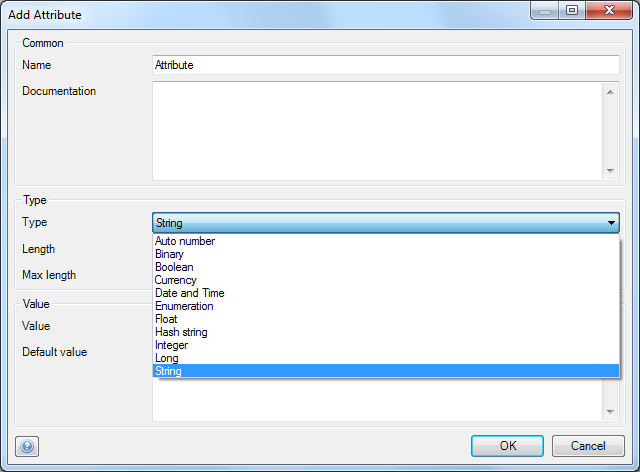 Add Attribute
Common
Name Attribute
Documentation
Type
Type String
Length
Max length
Auto number
Binary
Boolean
Currency
Date and Time
Enumeration
Float
Hash string
Integer
Long
String
Value
Value
Default value
OK Cancel